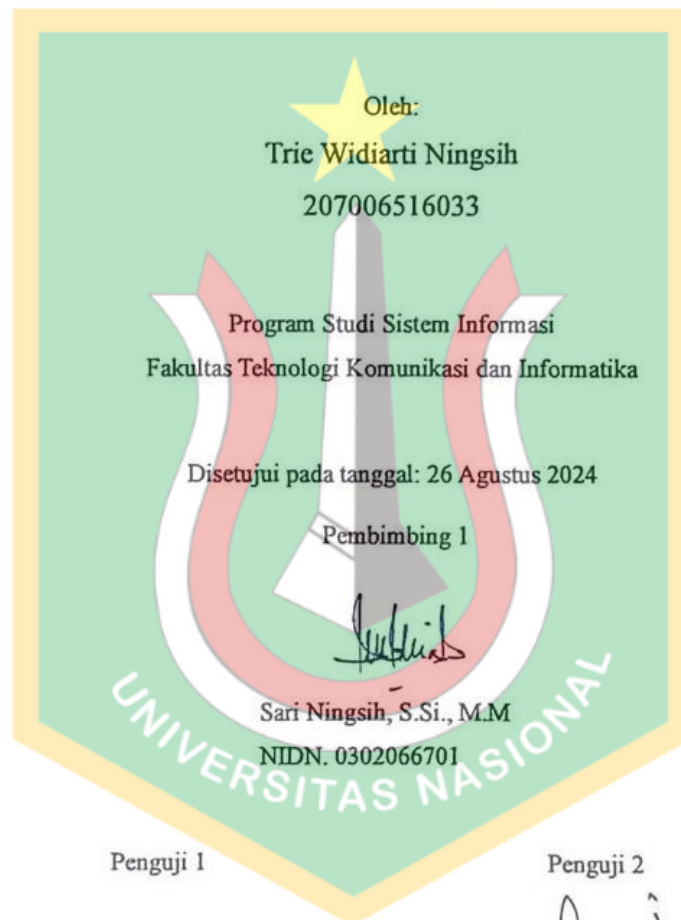 Oleh:
Trie Widiarti Ningsih
207006516033
Program Studi Sistem Informasi
Fakultas Teknologi Komunikasi dan Informatika
Disetujui pada tanggal: 26 Agustus 2024
Pembimbing 1
Sari Ningsih, S.Si., M.M
NIDN. 0302066701
UNIVERSITAS NASIONAL
Penguji 1 Penguji 2